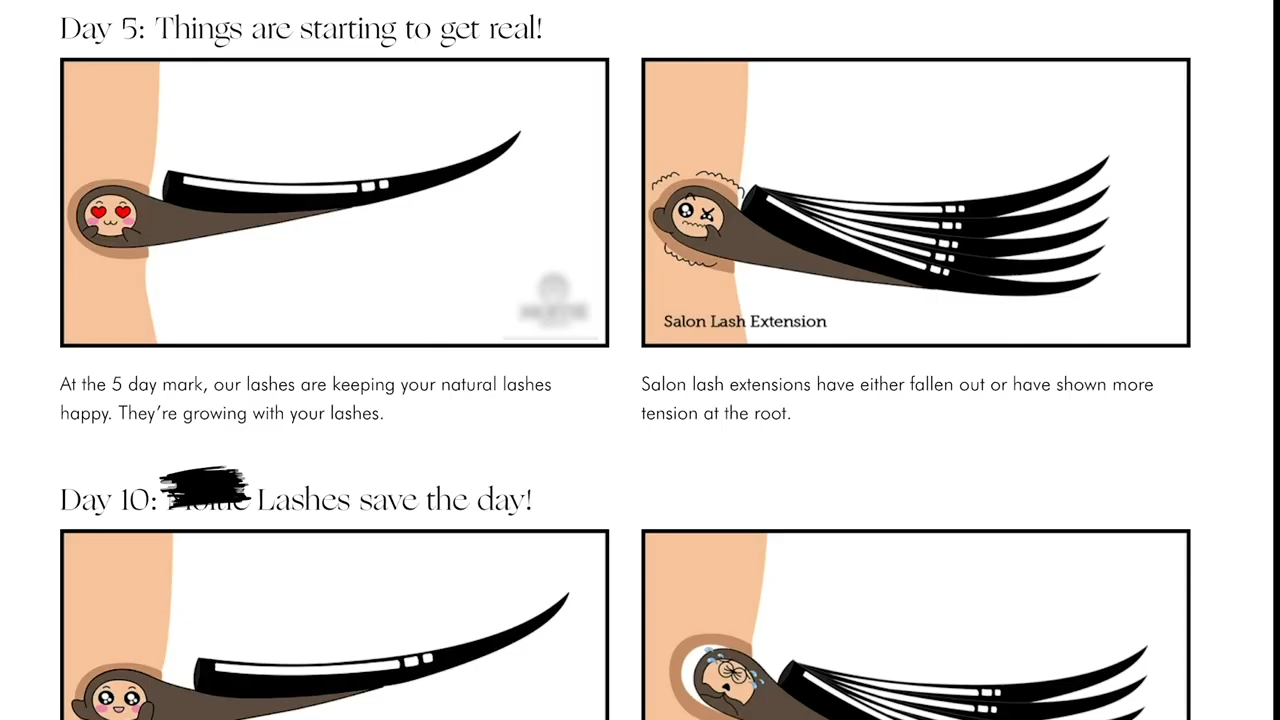 Day 5: Things are starting to get real!
Salon Lash Extension
At the 5 day mark, our lashes are keeping your natural lashes
happy. They're growing with your lashes.
Salon lash extensions have either fallen out or have shown more
tension at the root.
Day 10: Lashes save the day!